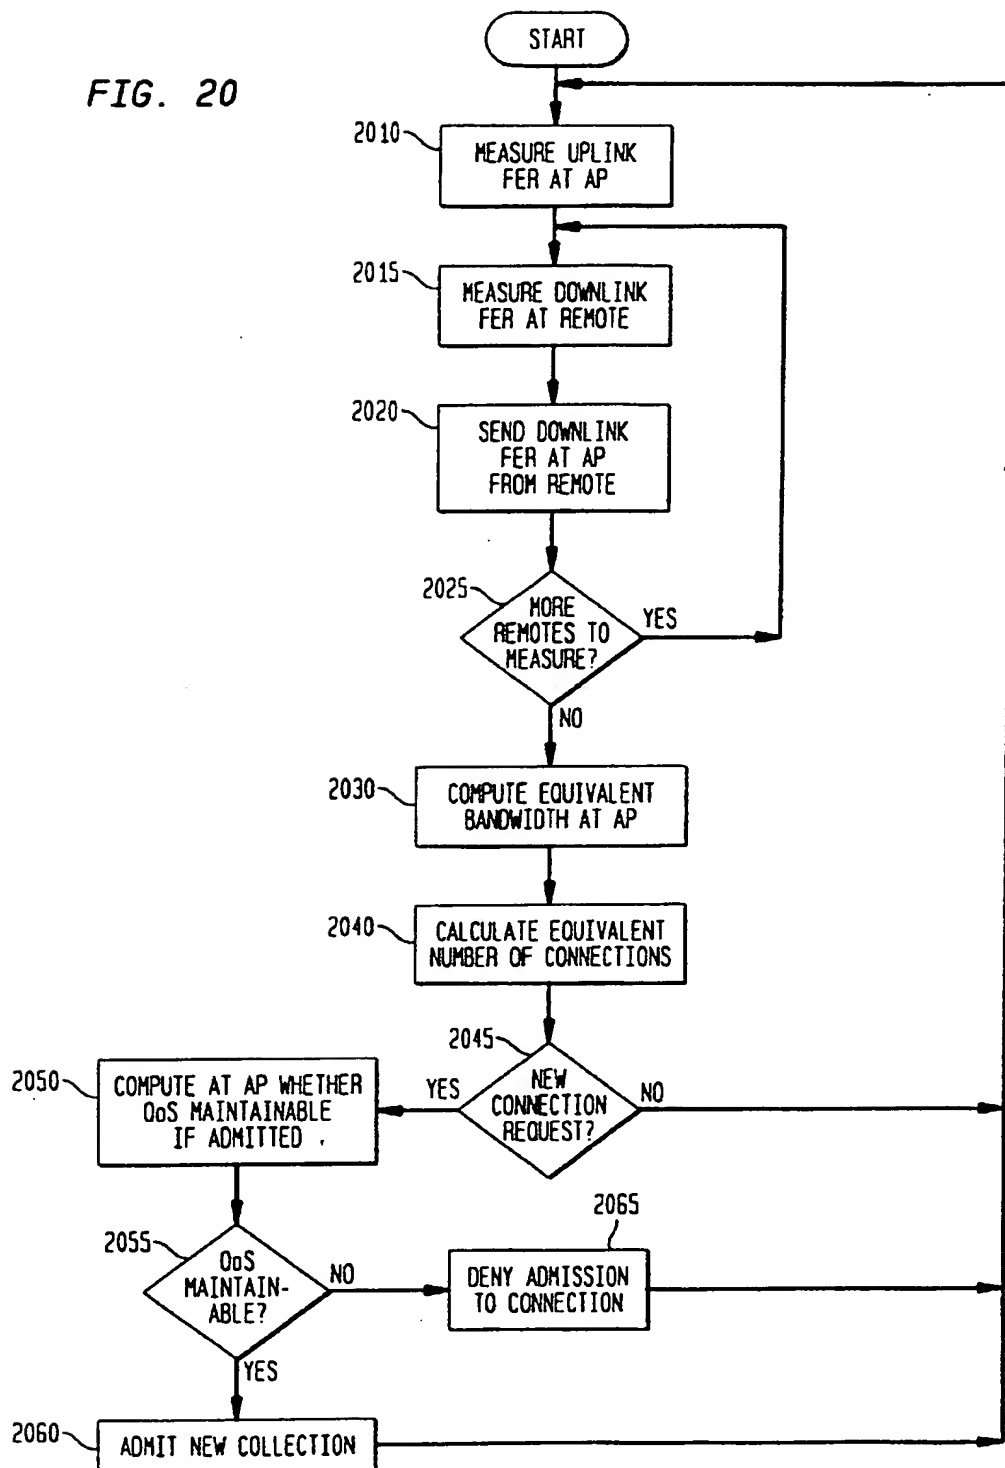 FIG. 20
START
2010
MEASURE UPLINK
FER AT AP
2015
MEASURE DOWNLINK
FER AT REMOTE
2020
SEND DOWNLINK
FER AT AP
FROM REMOTE
2025
MORE
REMOTES TO
MEASURE?
YES
NO
2030
COMPUTE EQUIVALENT
BANDWIDTH AT AP
2040
CALCULATE EQUIVALENT
NUMBER OF CONNECTIONS
2045
NEW
CONNECTION
REQUEST?
YES
NO
2050
COMPUTE AT AP WHETHER
QoS MAINTAINABLE
IF ADMITTED
2055
QoS
MAINTAIN-
ABLE?
NO
YES
2065
DENY ADMISSION
TO CONNECTION
2060
ADMIT NEW COLLECTION